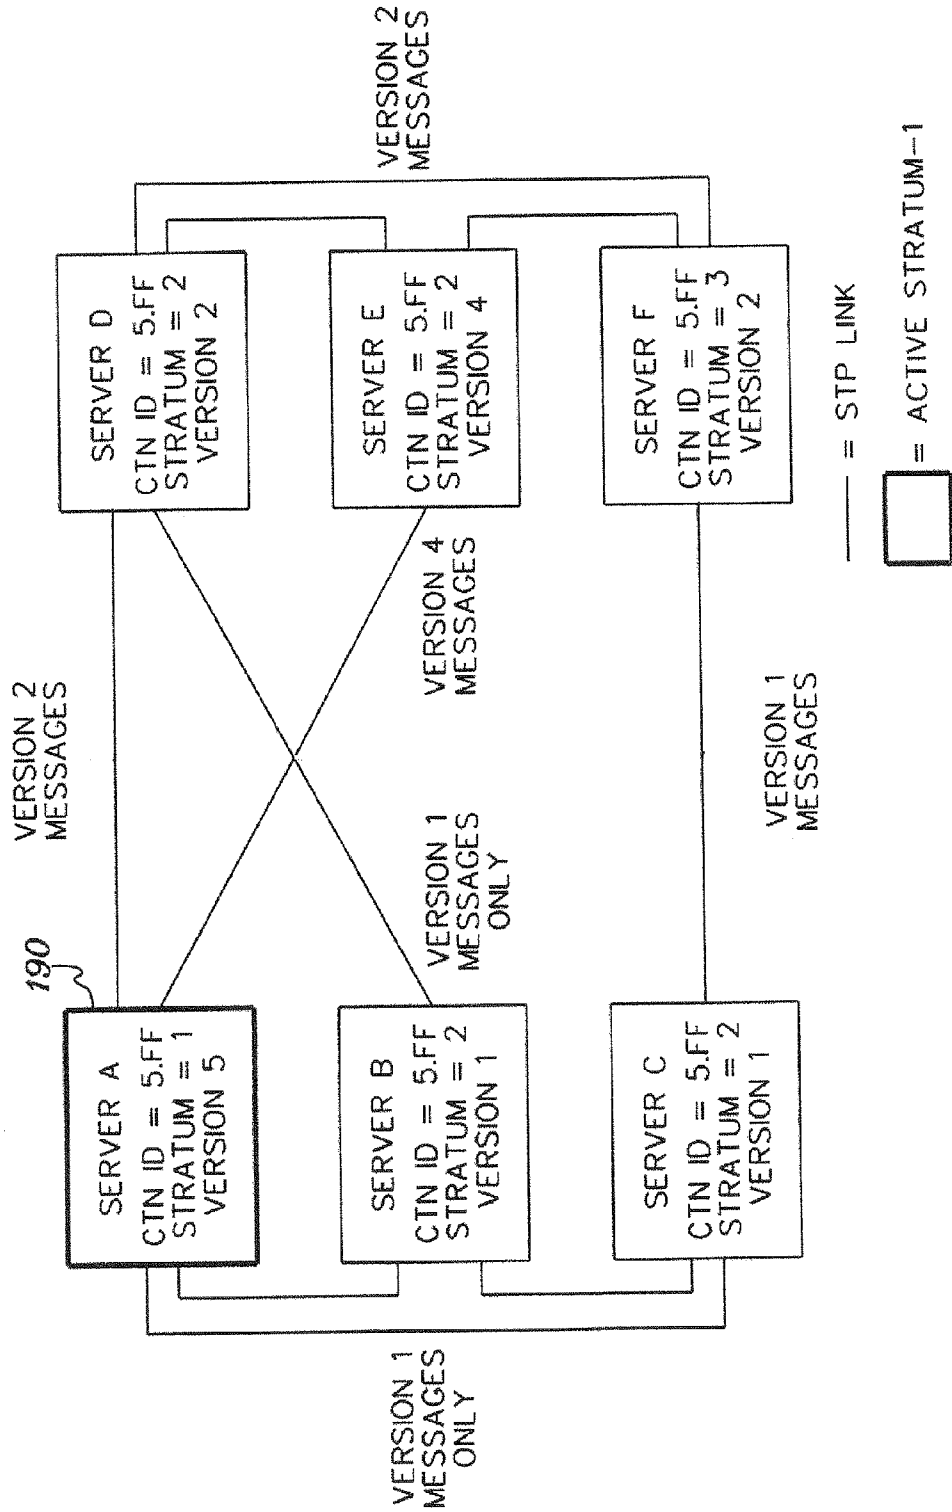 VERSION 1
MESSAGES
ONLY
190
SERVER A
CTN ID = 5.FF
STRATUM = 1
VERSION 5
SERVER B
CTN ID = 5.FF
STRATUM = 2
VERSION 1
SERVER C
CTN ID = 5.FF
STRATUM = 2
VERSION 1
VERSION 2
MESSAGES
VERSION 1
MESSAGES
ONLY
VERSION 4
MESSAGES
VERSION 1
MESSAGES
SERVER D
CTN ID = 5.FF
STRATUM = 2
VERSION 2
SERVER E
CTN ID = 5.FF
STRATUM = 2
VERSION 4
SERVER F
CTN ID = 5.FF
STRATUM = 3
VERSION 2
VERSION 2
MESSAGES
= STP LINK
= ACTIVE STRATUM-1